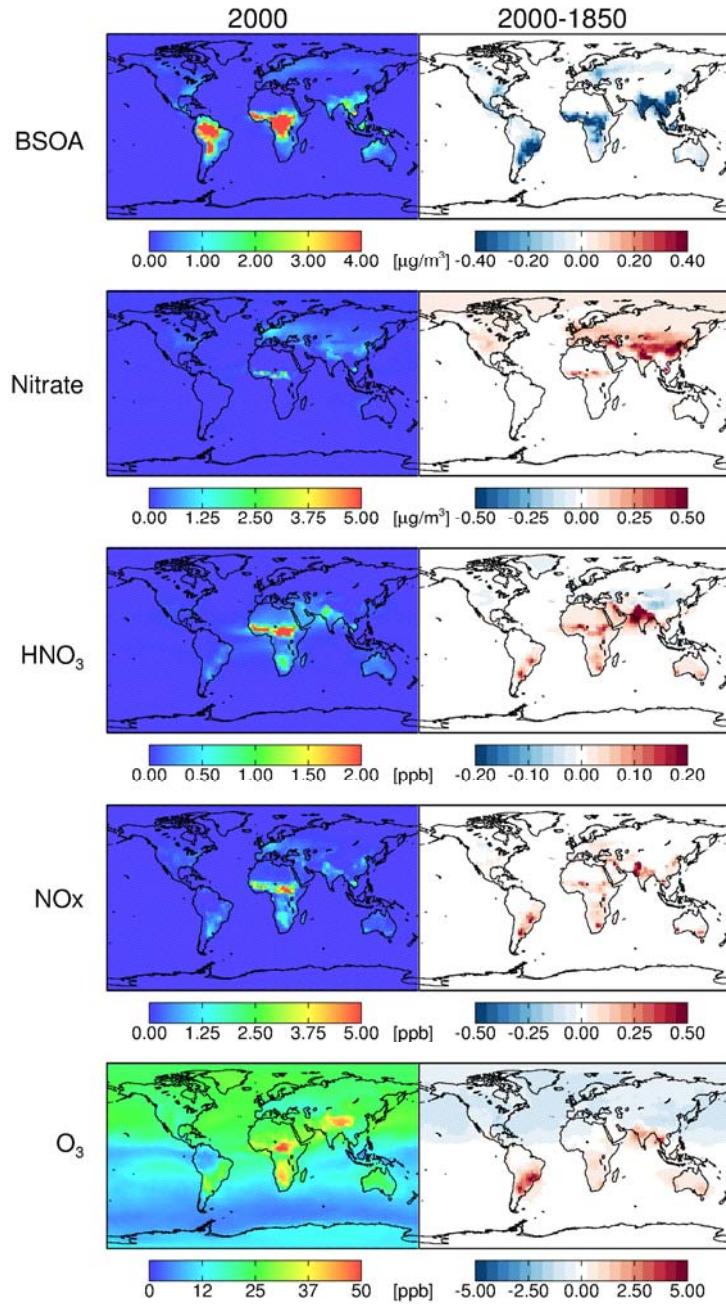 2000 2000-1850
BSOA
0.00 1.00 2.00 3.00 4.00 [µg/m³] -0.40 -0.20 0.00 0.20 0.40
Nitrate
0.00 1.25 2.50 3.75 5.00 [µg/m³] -0.50 -0.25 0.00 0.25 0.50
HNO₃
0.00 0.50 1.00 1.50 2.00 [ppb] -0.20 -0.10 0.00 0.10 0.20
NOx
0.00 1.25 2.50 3.75 5.00 [ppb] -0.50 -0.25 0.00 0.25 0.50
O₃
0 12 25 37 50 [ppb] -5.00 -2.50 0.00 2.50 5.00